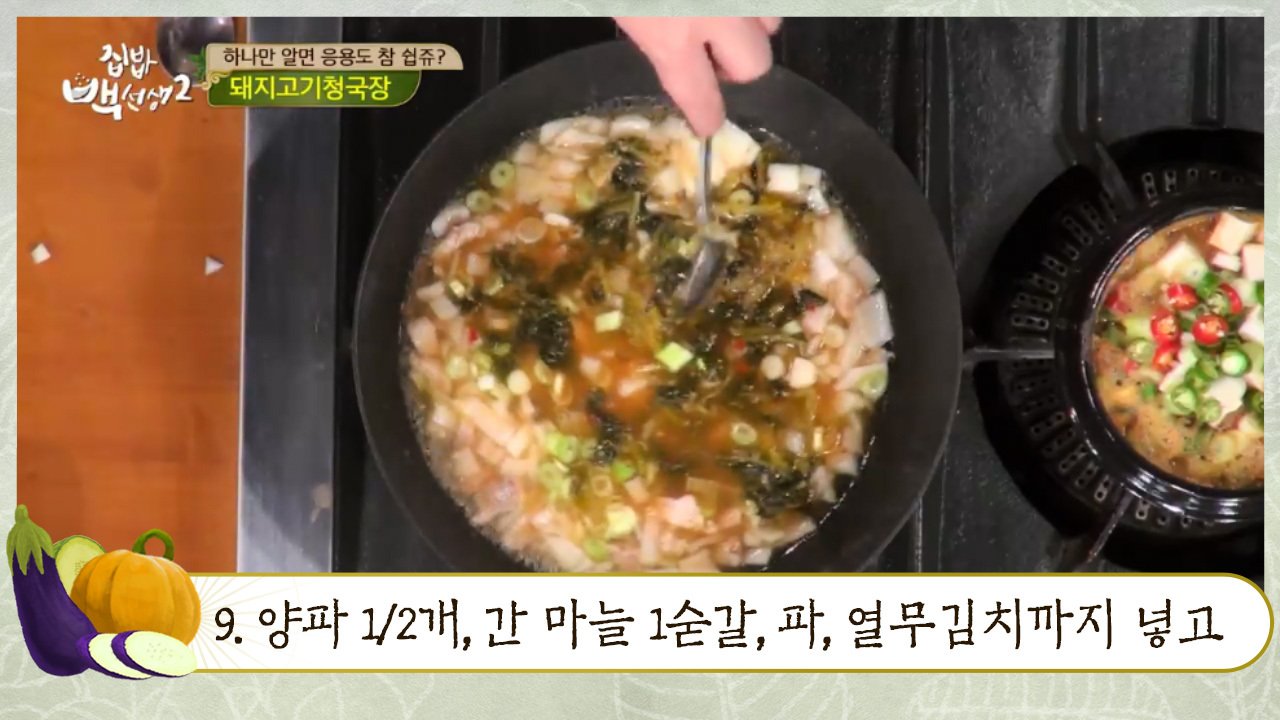 집밥
백선생2
하나만 알면 응용도 참 쉽쥬?
돼지고기청국장
9. 양파 1/2개, 간 마늘 1숟갈, 파, 열무김치까지 넣고